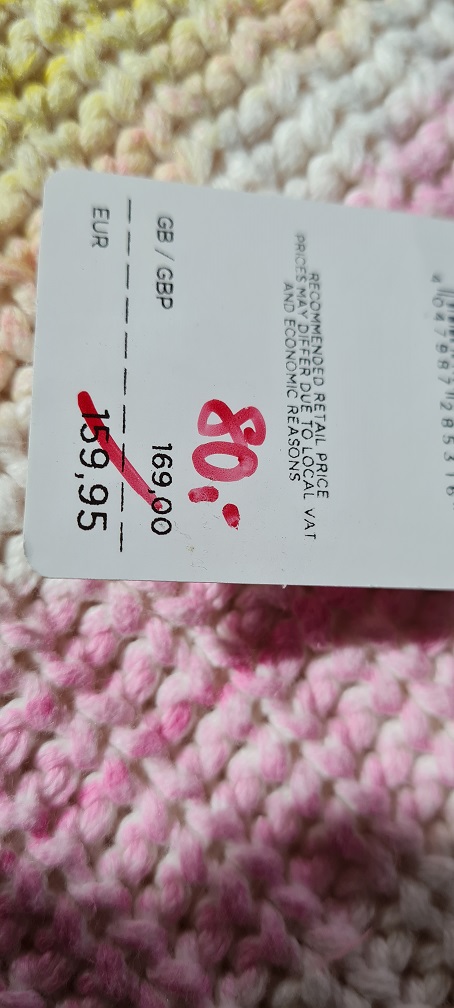 RECOMMENDED RETAIL PRICE
PRICES MAY DIFFER DUE TO LOCAL VAT
AND ECONOMIC REASONS
80,-
GB / GBP 169,00
EUR 159,95